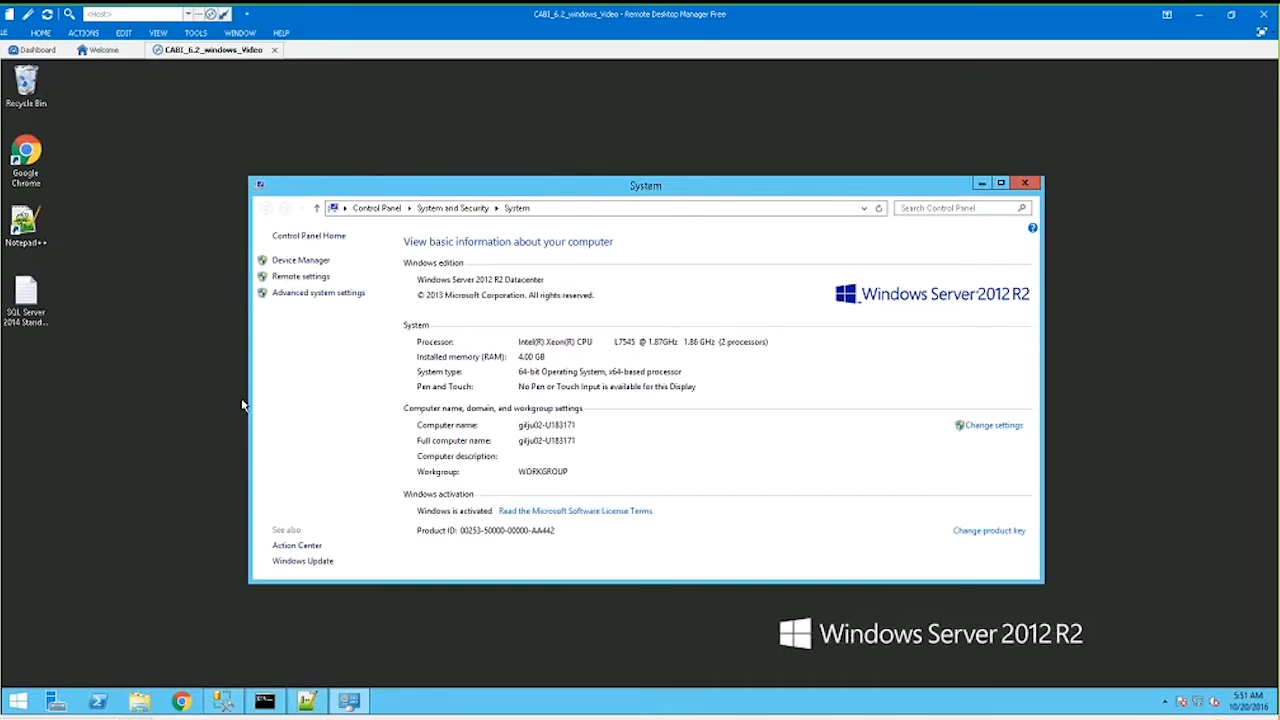 <Host>
CABI_6.2_windows_Video - Remote Desktop Manager Free
LE HOME ACTIONS EDIT VIEW TOOLS WINDOW HELP
Dashboard Welcome CABI_6.2_windows_Video
Recycle Bin
Google
Chrome
Notepad++
SQL Server
2014 Stand...
System
Control Panel System and Security System
Search Control Panel
Control Panel Home
Device Manager
Remote settings
Advanced system settings
See also
Action Center
Windows Update
View basic information about your computer
Windows edition
Windows Server 2012 R2 Datacenter
© 2013 Microsoft Corporation. All rights reserved.
Windows Server 2012 R2
System
Processor: Intel(R) Xeon(R) CPU L7545 @ 1.87GHz 1.86 GHz (2 processors)
Installed memory (RAM): 4.00 GB
System type: 64-bit Operating System, x64-based processor
Pen and Touch: No Pen or Touch Input is available for this Display
Computer name, domain, and workgroup settings
Computer name: gilju02-U183171
Change settings
Full computer name: gilju02-U183171
Computer description:
Workgroup: WORKGROUP
Windows activation
Windows is activated Read the Microsoft Software License Terms
Product ID: 00253-50000-00000-AA442
Change product key
Windows Server 2012 R2
5:51 AM
10/20/2016